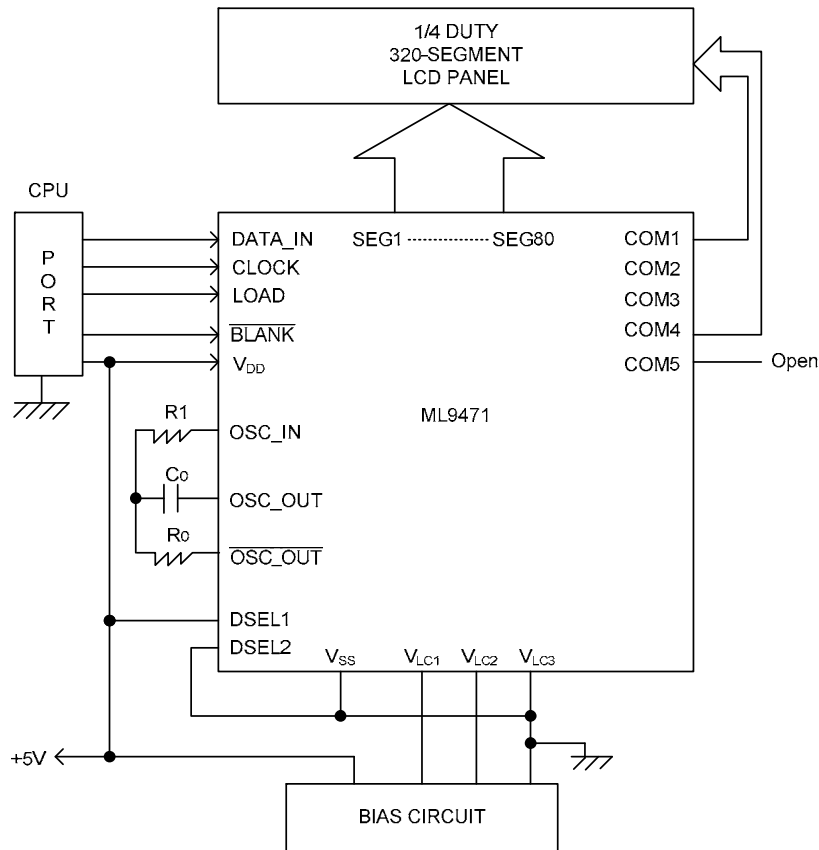 1/4 DUTY
320-SEGMENT
LCD PANEL
CPU
PORT
DATA_IN
CLOCK
LOAD
BLANK
VDD
SEG1 ---------- SEG80
COM1
COM2
COM3
COM4
COM5
Open
ML9471
R1
OSC_IN
C0
OSC_OUT
R0
OSC_OUT
DSEL1
DSEL2
VSS
VLC1
VLC2
VLC3
+5V
BIAS CIRCUIT